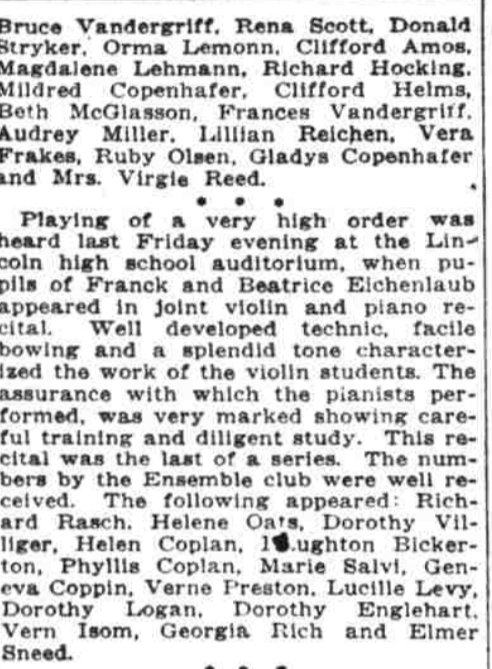 Bruce Vandergriff, Rena Scott, Donald
Stryker, Orma Lemonn, Clifford Amos,
Magdalene Lehmann, Richard Hocking,
Mildred Copenhafer, Clifford Helms,
Beth McGlasson, Frances Vandergriff,
Audrey Miller, Lillian Reichen, Vera
Frakes, Ruby Olsen, Gladys Copenhafer
and Mrs. Virgie Reed.
• • •
Playing of a very high order was
heard last Friday evening at the Lin-
coln high school auditorium, when pu-
pils of Franck and Beatrice Eichenlaub
appeared in joint violin and piano re-
cital. Well developed technic, facile
bowing and a splendid tone character-
ized the work of the violin students. The
assurance with which the pianists per-
formed, was very marked showing care-
ful training and diligent study. This re-
cital was the last of a series. The num-
bers by the Ensemble club were well re-
ceived. The following appeared: Rich-
ard Rasch, Helene Oats, Dorothy Vil-
liger, Helen Coplan, Bicker-
ton, Phyllis Coplan, Marie Salvi, Gen-
eva Coppin, Verne Preston, Lucille Levy,
Dorothy Logan, Dorothy Englehart,
Vern Isom, Georgia Rich and Elmer
Sneed.
• • •